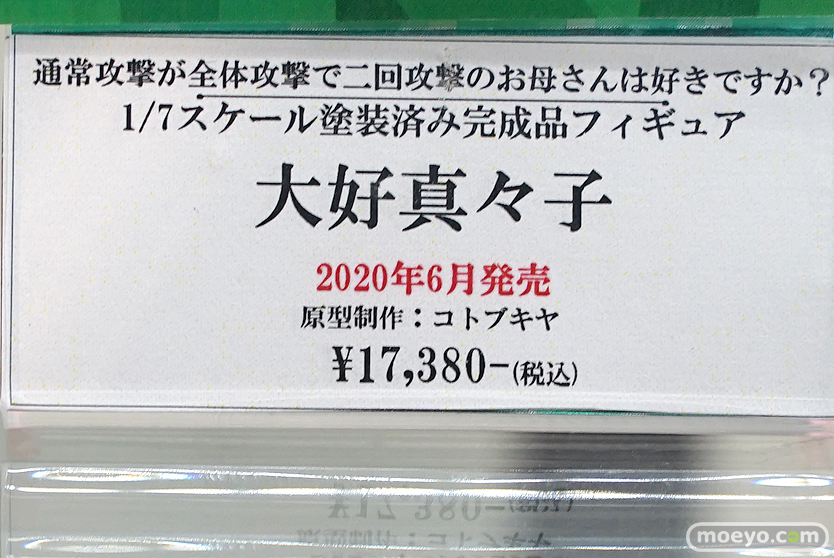 通常攻撃が全体攻撃で二回攻撃のお母さんは好きですか？
1/7スケール塗装済み完成品フィギュア
大好真々子
2020年6月発売
原型制作：コトブキヤ
¥17,380-(税込)
moeyo.com